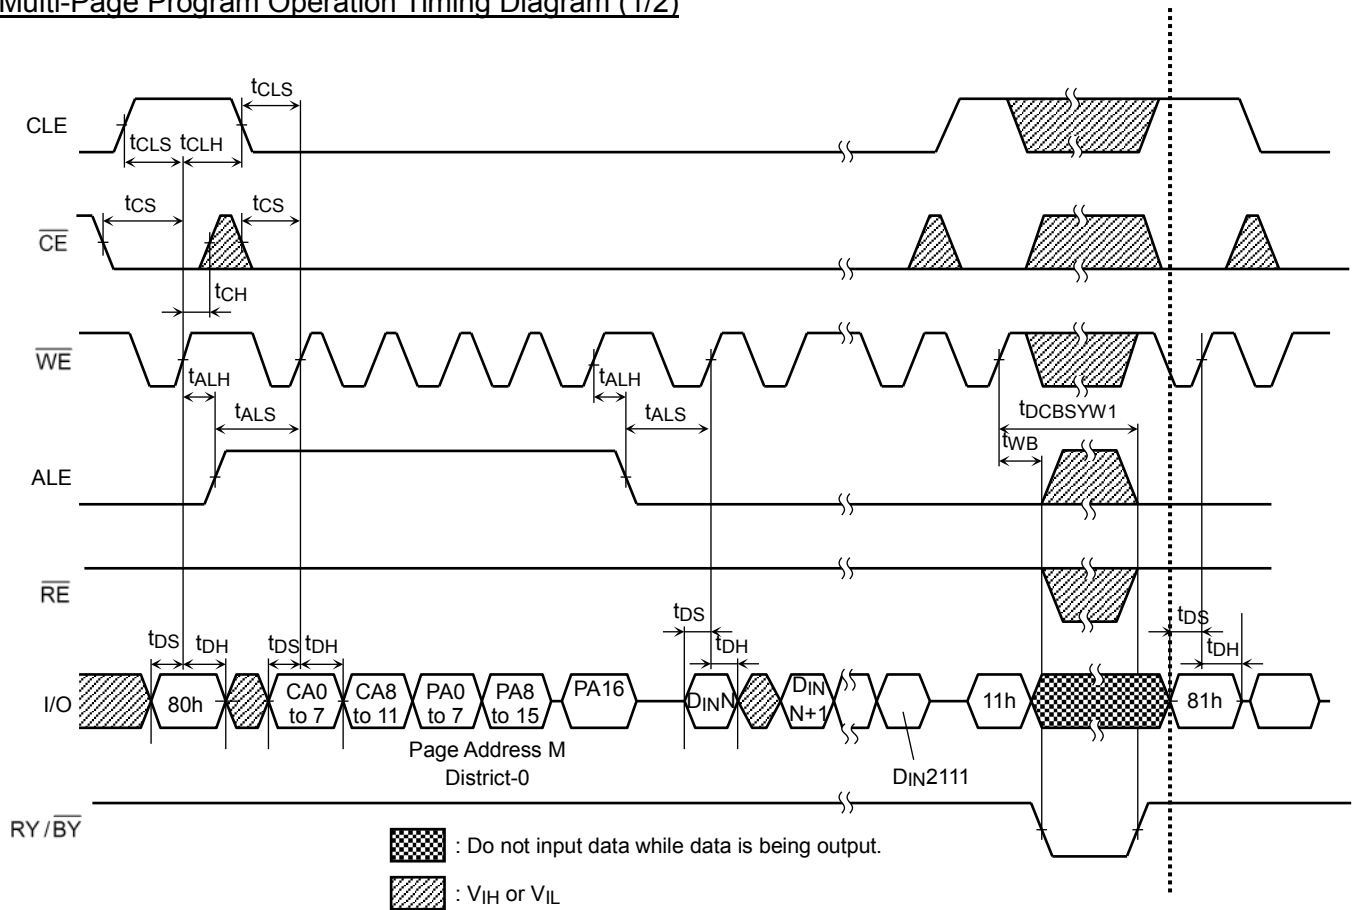 Multi-Page Program Operation Timing Diagram (1/2)
tCLS
CLE
tCLS tCLH
tCS tCS
CE
tCH
WE
tALH tALH
tALS tALS tDCBSYW1
tWB
ALE
RE
tDS tDH tDS tDH tDS tDH tDS tDH
I/O
80h
CA0 to 7
CA8 to 11
PA0 to 7
PA8 to 15
PA16
DINN
DIN N+1
11h
81h
Page Address M
District-0
DIN2111
RY/BY
: Do not input data while data is being output.
: VIH or VIL